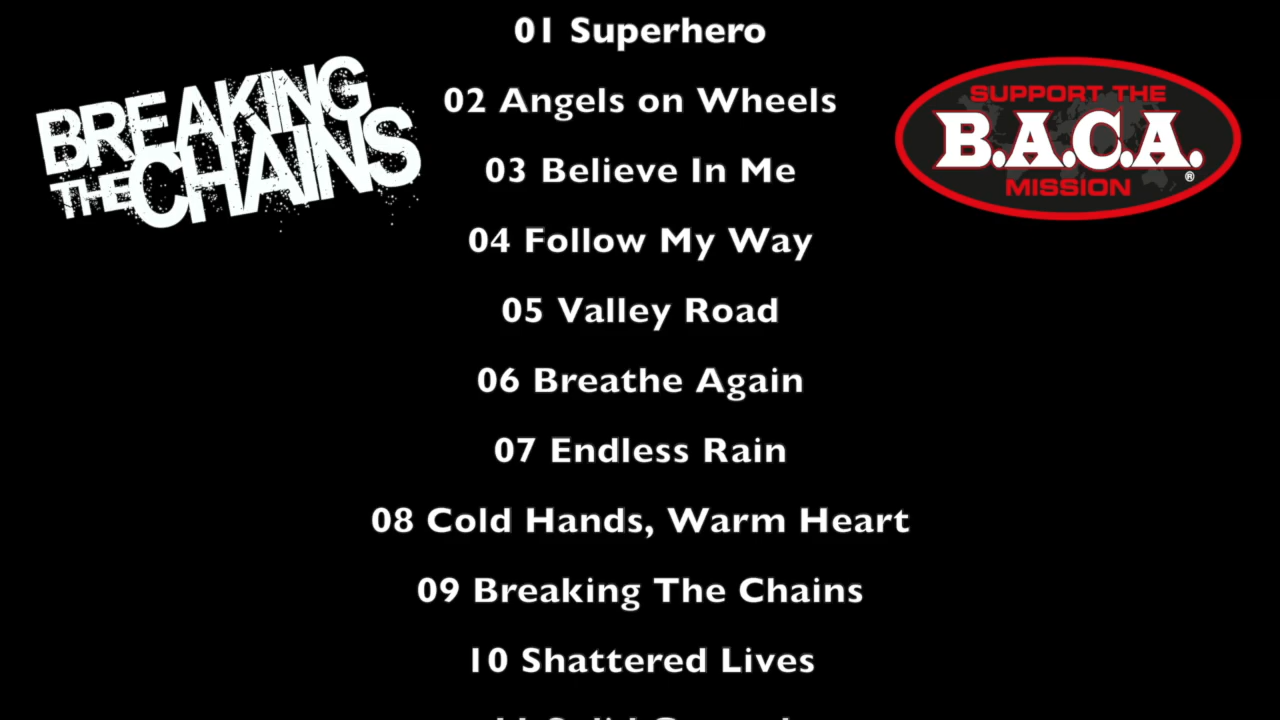 01 Superhero
BREAKING
THE CHAINS
02 Angels on Wheels
SUPPORT THE
B.A.C.A.®
MISSION
03 Believe In Me
04 Follow My Way
05 Valley Road
06 Breathe Again
07 Endless Rain
08 Cold Hands, Warm Heart
09 Breaking The Chains
10 Shattered Lives